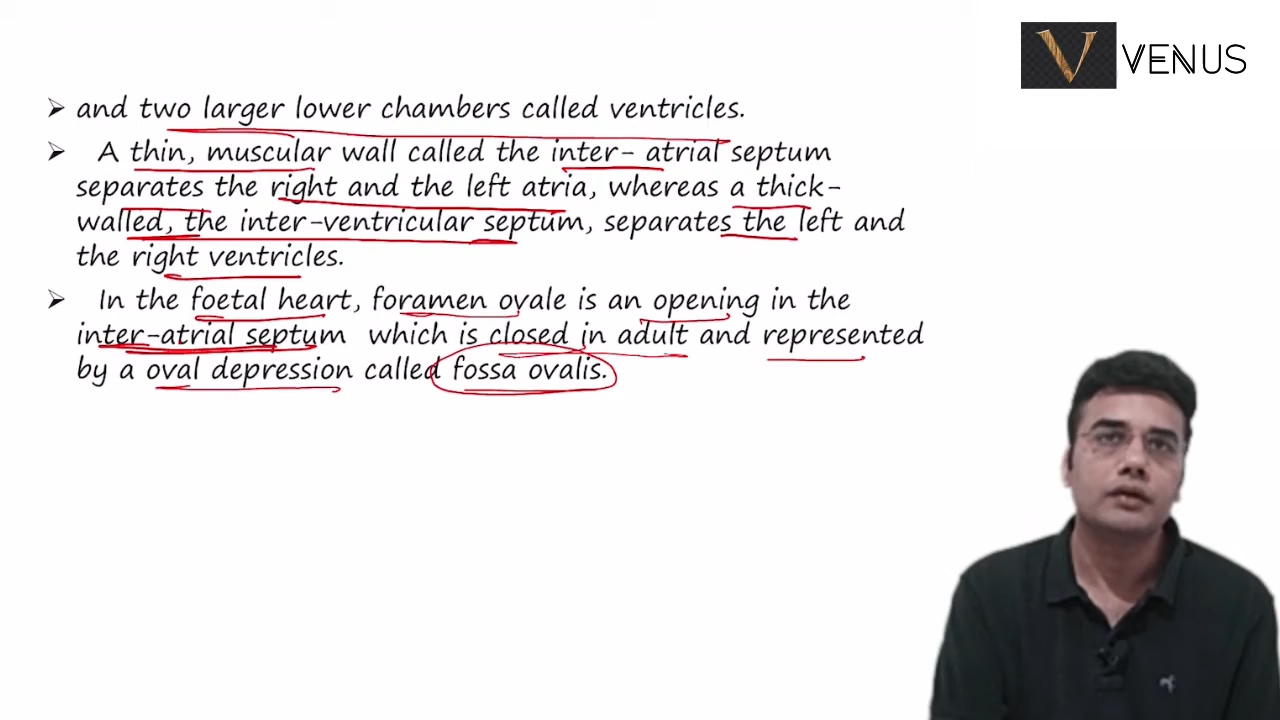 V VENUS
➢ and two larger lower chambers called ventricles.
➢ A thin, muscular wall called the inter- atrial septum
separates the right and the left atria, whereas a thick-
walled, the inter-ventricular septum, separates the left and
the right ventricles.
➢ In the foetal heart, foramen ovale is an opening in the
inter-atrial septum which is closed in adult and represented
by a oval depression called fossa ovalis.